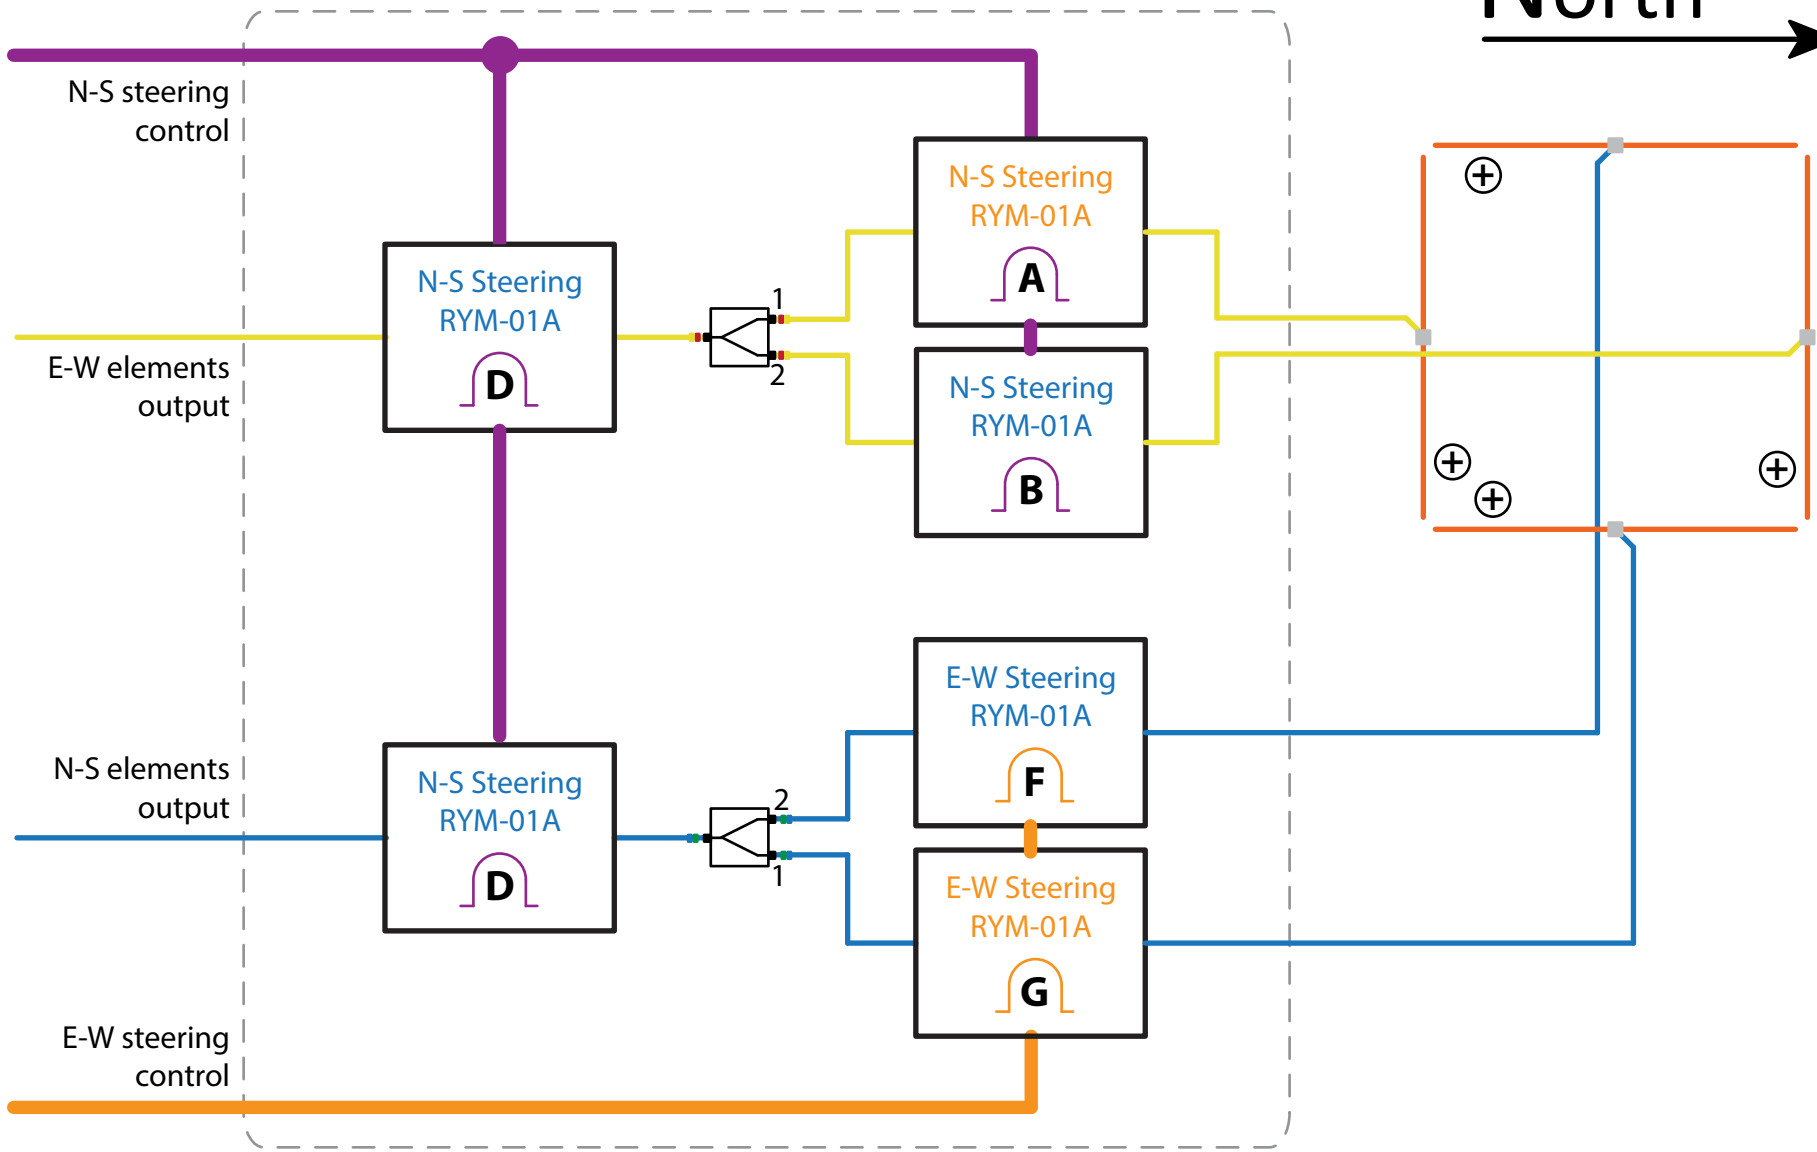 North
N-S steering
control
N-S Steering
RYM-01A
A
N-S Steering
RYM-01A
D
1
2
E-W elements
output
N-S Steering
RYM-01A
B
E-W Steering
RYM-01A
F
N-S elements
output
N-S Steering
RYM-01A
D
2
1
E-W Steering
RYM-01A
G
E-W steering
control